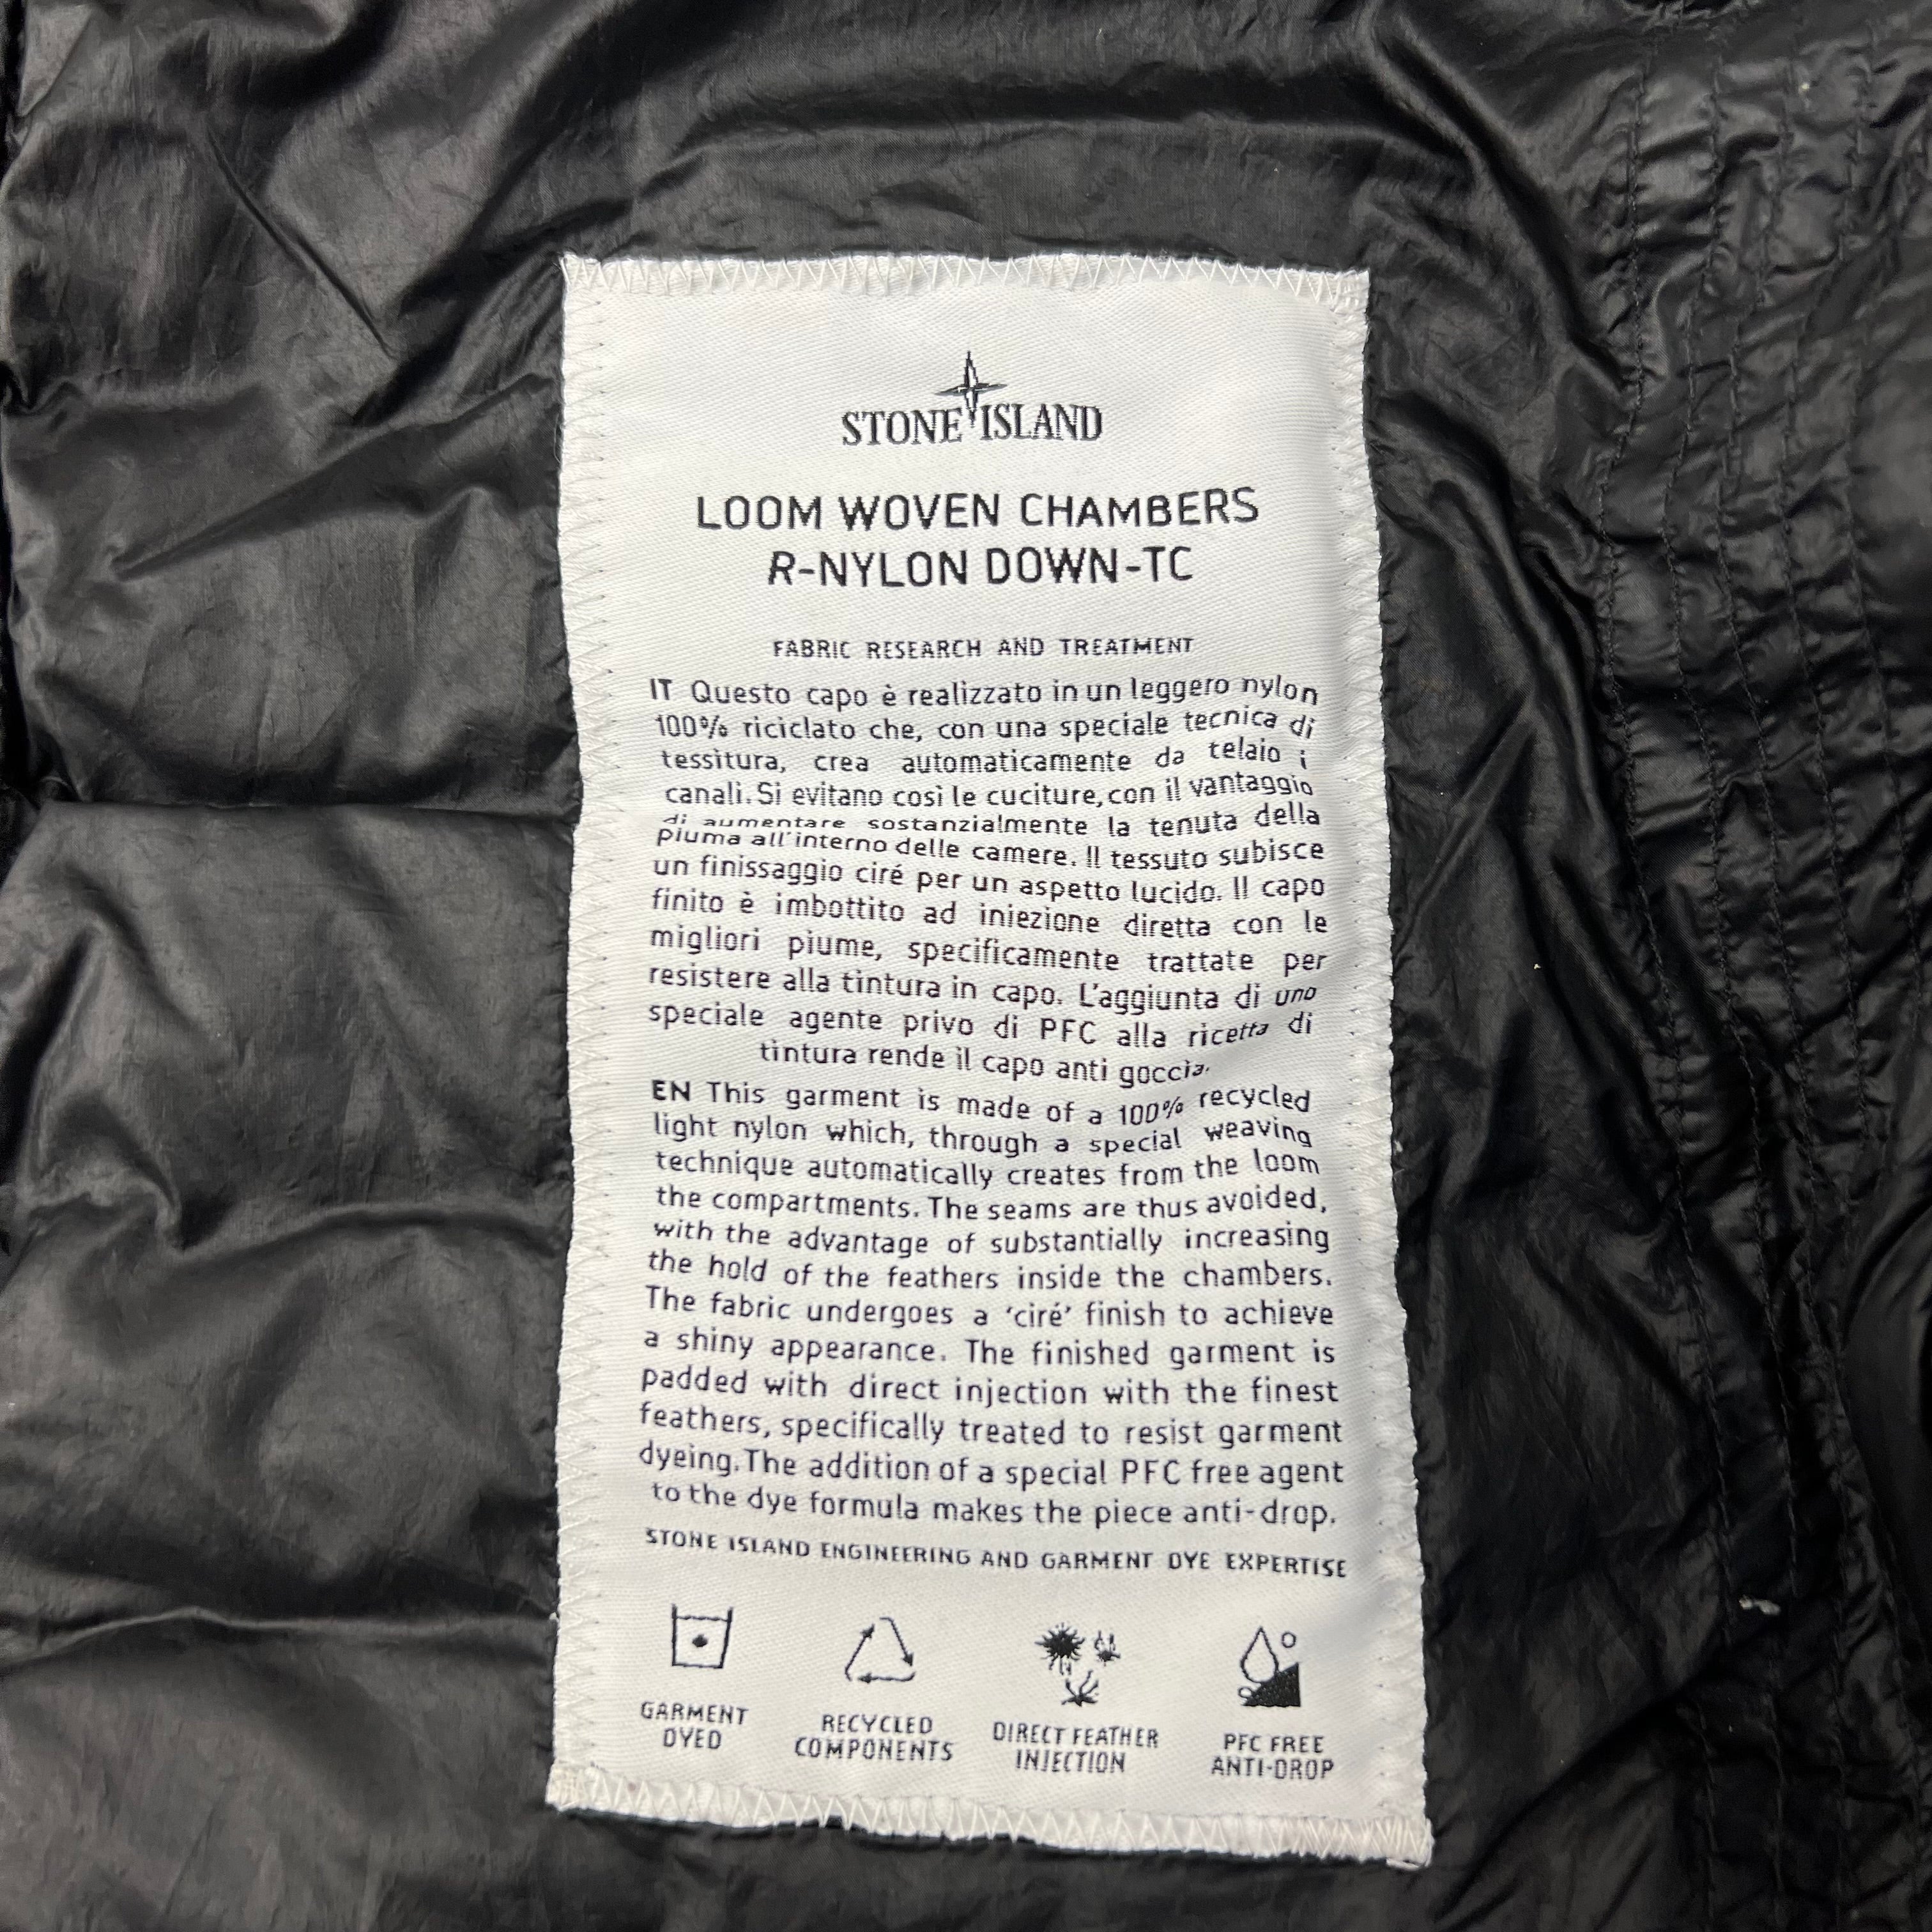 STONE ISLAND
LOOM WOVEN CHAMBERS
R-NYLON DOWN-TC
FABRIC RESEARCH AND TREATMENT
IT Questo capo è realizzato in un leggero nylon
100% riciclato che, con una speciale tecnica di
tessitura, crea automaticamente da telaio i
canali. Si evitano così le cuciture, con il vantaggio
di aumentare sostanzialmente la tenuta della
piuma all'interno delle camere. Il tessuto subisce
un finissaggio ciré per un aspetto lucido. Il capo
finito è imbottito ad iniezione diretta con le
migliori piume, specificamente trattate per
resistere alla tintura in capo. L'aggiunta di uno
speciale agente privo di PFC alla ricetta di
tintura rende il capo anti goccia.
EN This garment is made of a 100% recycled
light nylon which, through a special weaving
technique automatically creates from the loom
the compartments. The seams are thus avoided,
with the advantage of substantially increasing
the hold of the feathers inside the chambers.
The fabric undergoes a 'ciré' finish to achieve
a shiny appearance. The finished garment is
padded with direct injection with the finest
feathers, specifically treated to resist garment
dyeing. The addition of a special PFC free agent
to the dye formula makes the piece anti-drop.
STONE ISLAND ENGINEERING AND GARMENT DYE EXPERTISE
GARMENT
DYED
RECYCLED
COMPONENTS
DIRECT FEATHER
INJECTION
PFC FREE
ANTI-DROP